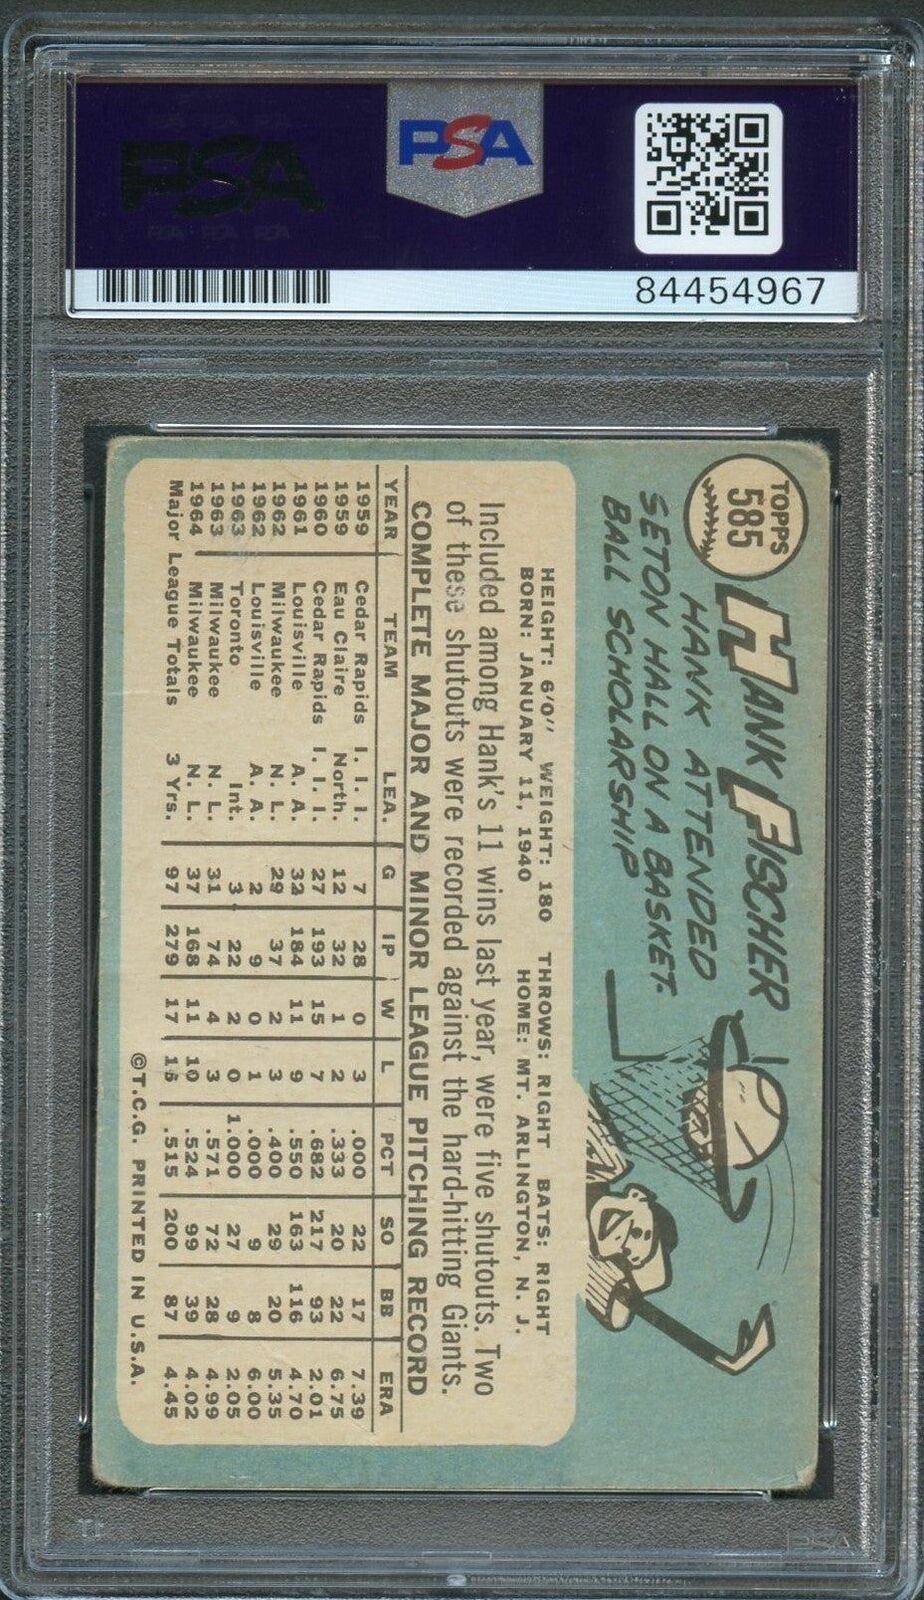 PSA
PSA
84454967
TOPPS
585
HANK FISCHER
HANK ATTENDED
SETON HALL ON A BASKET-
BALL SCHOLARSHIP
HEIGHT: 6'0" WEIGHT: 180 THROWS: RIGHT BATS: RIGHT
BORN: JANUARY 11, 1940 HOME: MT. ARLINGTON, N. J.
Included among Hank's 11 wins last year, were five shutouts. Two
of these shutouts were recorded against the hard-hitting Giants.
COMPLETE MAJOR AND MINOR LEAGUE PITCHING RECORD
YEAR TEAM LEA. G IP W L PCT SO BB ERA
1959 Cedar Rapids I. I. I. 7 28 0 3 .000 22 17 7.39
1959 Eau Claire North. 12 32 1 2 .333 20 22 6.75
1960 Cedar Rapids I. I. I. 27 193 15 7 .682 217 93 2.01
1961 Louisville A. A. 32 184 11 9 .550 163 116 4.70
1962 Milwaukee N. L. 29 37 2 3 .400 29 20 5.35
1962 Louisville A. A. 2 9 0 1 .000 9 8 6.00
1963 Toronto Int. 3 22 2 0 1.000 27 9 2.05
1963 Milwaukee N. L. 31 74 4 3 .571 72 28 4.99
1964 Milwaukee N. L. 37 168 11 10 .524 99 39 4.02
Major League Totals 3 Yrs. 97 279 17 16 .515 200 87 4.45
©T.C.G. PRINTED IN U.S.A.
PSA